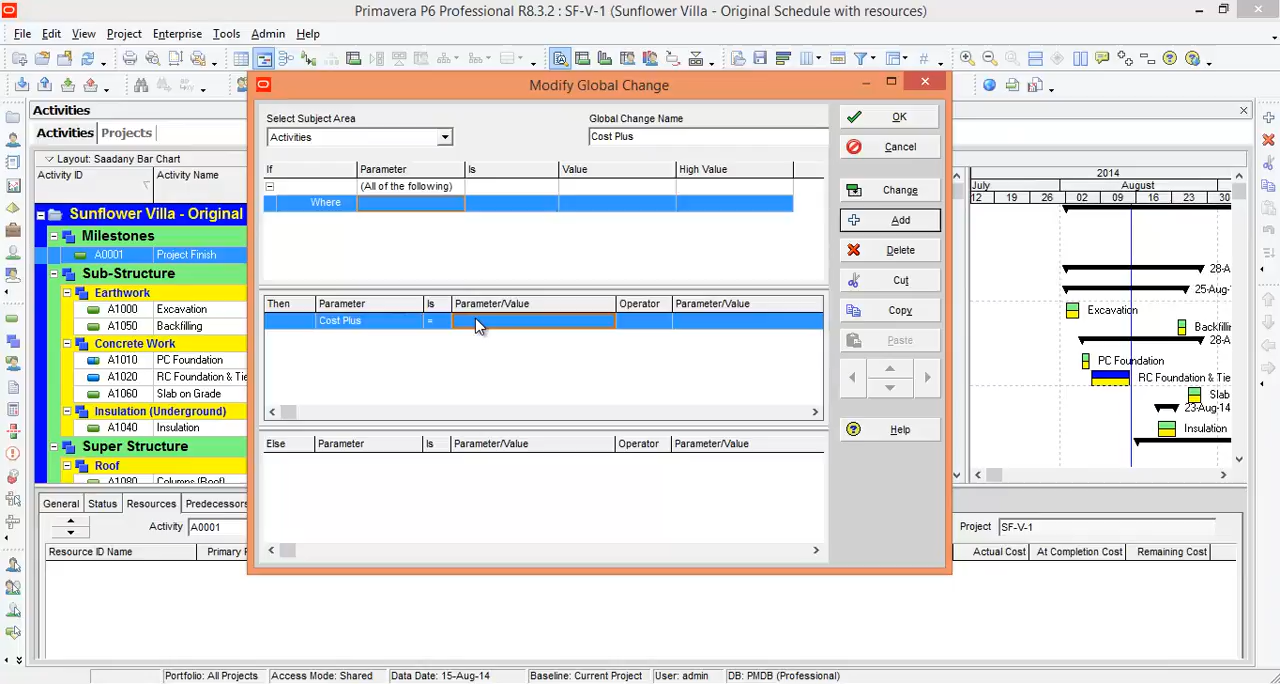 Primavera P6 Professional R8.3.2 : SF-V-1 (Sunflower Villa - Original Schedule with resources)
File Edit View Project Enterprise Tools Admin Help
Activities
Activities Projects
Layout: Saadany Bar Chart
Activity ID Activity Name
Sunflower Villa - Original
Milestones
A0001 Project Finish
Sub-Structure
Earthwork
A1000 Excavation
A1050 Backfilling
Concrete Work
A1010 PC Foundation
A1020 RC Foundation & Tie
A1060 Slab on Grade
Insulation (Underground)
A1040 Insulation
Super Structure
Roof
A1080 Columns (Roof)
Modify Global Change
Select Subject Area
Activities
Global Change Name
Cost Plus
If Parameter Is Value High Value
(All of the following)
Where
Then Parameter Is Parameter/Value Operator Parameter/Value
Cost Plus =
Else Parameter Is Parameter/Value Operator Parameter/Value
OK
Cancel
Change
Add
Delete
Cut
Copy
Paste
Help
2014
July August
12 19 26 02 09 16 23 30
28-A
25-Aug-
Excavation
Backfillin
28-A
PC Foundation
RC Foundation & Tie
Slab
23-Aug-14
Insulation
General Status Resources Predecessors
Activity A0001 Project SF-V-1
Resource ID Name Primary Actual Cost At Completion Cost Remaining Cost
Portfolio: All Projects Access Mode: Shared Data Date: 15-Aug-14 Baseline: Current Project User: admin DB: PMDB (Professional)